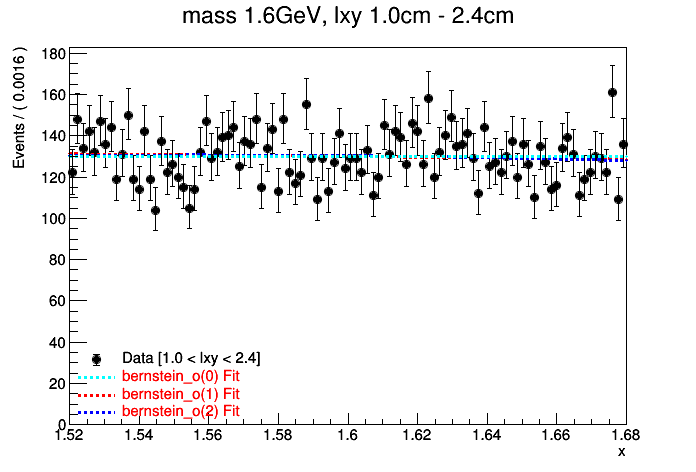 mass 1.6GeV, lxy 1.0cm - 2.4cm
Events / ( 0.0016 )
180
160
140
120
100
80
60
40
20
0
Data [1.0 < lxy < 2.4]
bernstein_o(0) Fit
bernstein_o(1) Fit
bernstein_o(2) Fit
1.52 1.54 1.56 1.58 1.6 1.62 1.64 1.66 1.68
x